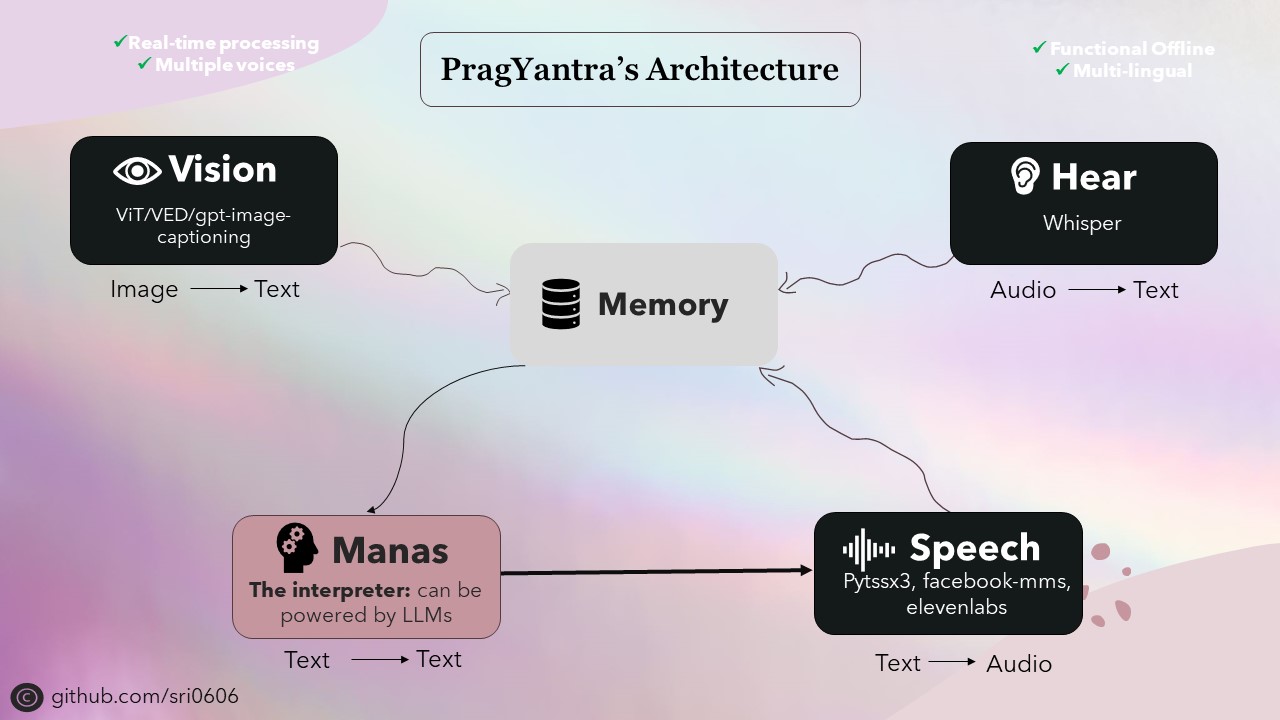 ✓Real-time processing
✓ Multiple voices
PragYantra’s Architecture
✓ Functional Offline
✓ Multi-lingual
Vision
ViT/VED/gpt-image-
captioning
Image → Text
Hear
Whisper
Audio → Text
Memory
Manas
The interpreter: can be
powered by LLMs
Text → Text
Speech
Pytssx3, facebook-mms,
elevenlabs
Text → Audio
© github.com/sri0606